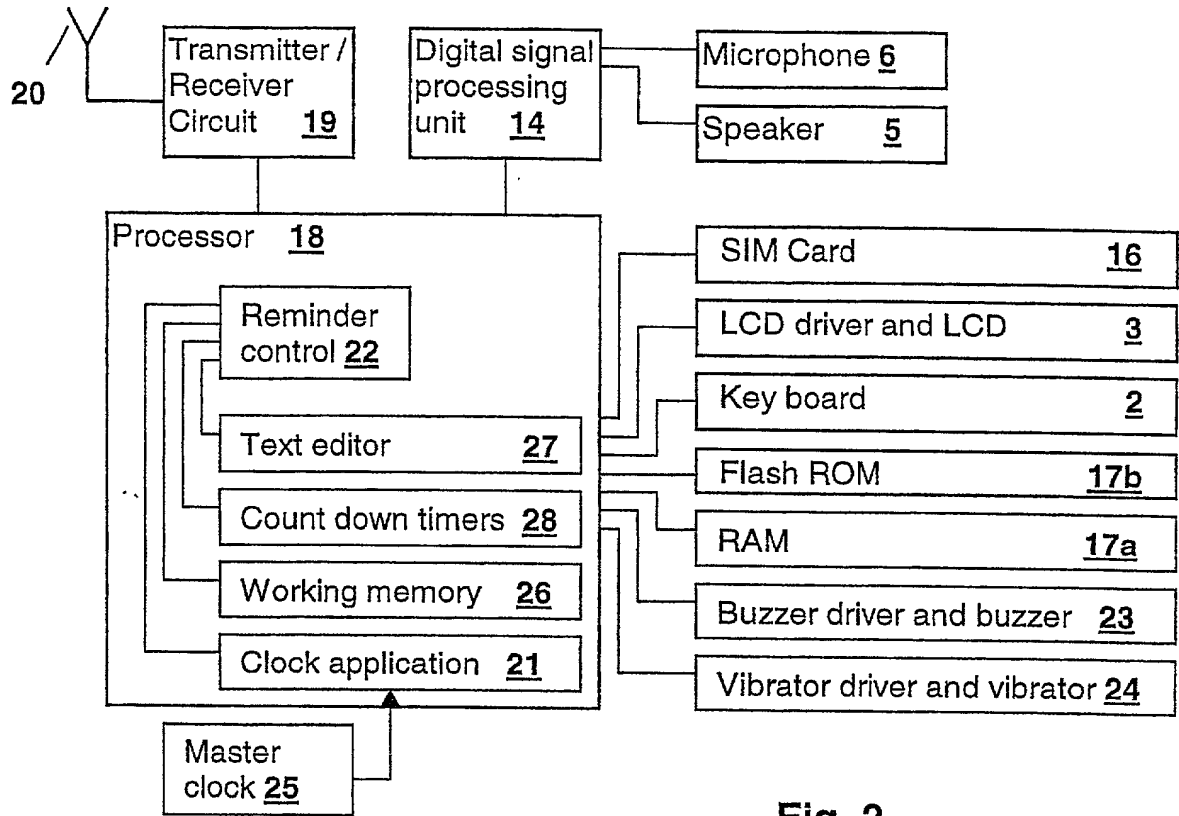 20
Transmitter /
Receiver
Circuit 19
Digital signal
processing
unit 14
Microphone 6
Speaker 5
Processor 18
Reminder
control 22
Text editor 27
Count down timers 28
Working memory 26
Clock application 21
Master
clock 25
SIM Card 16
LCD driver and LCD 3
Key board 2
Flash ROM 17b
RAM 17a
Buzzer driver and buzzer 23
Vibrator driver and vibrator 24
Fig. 2